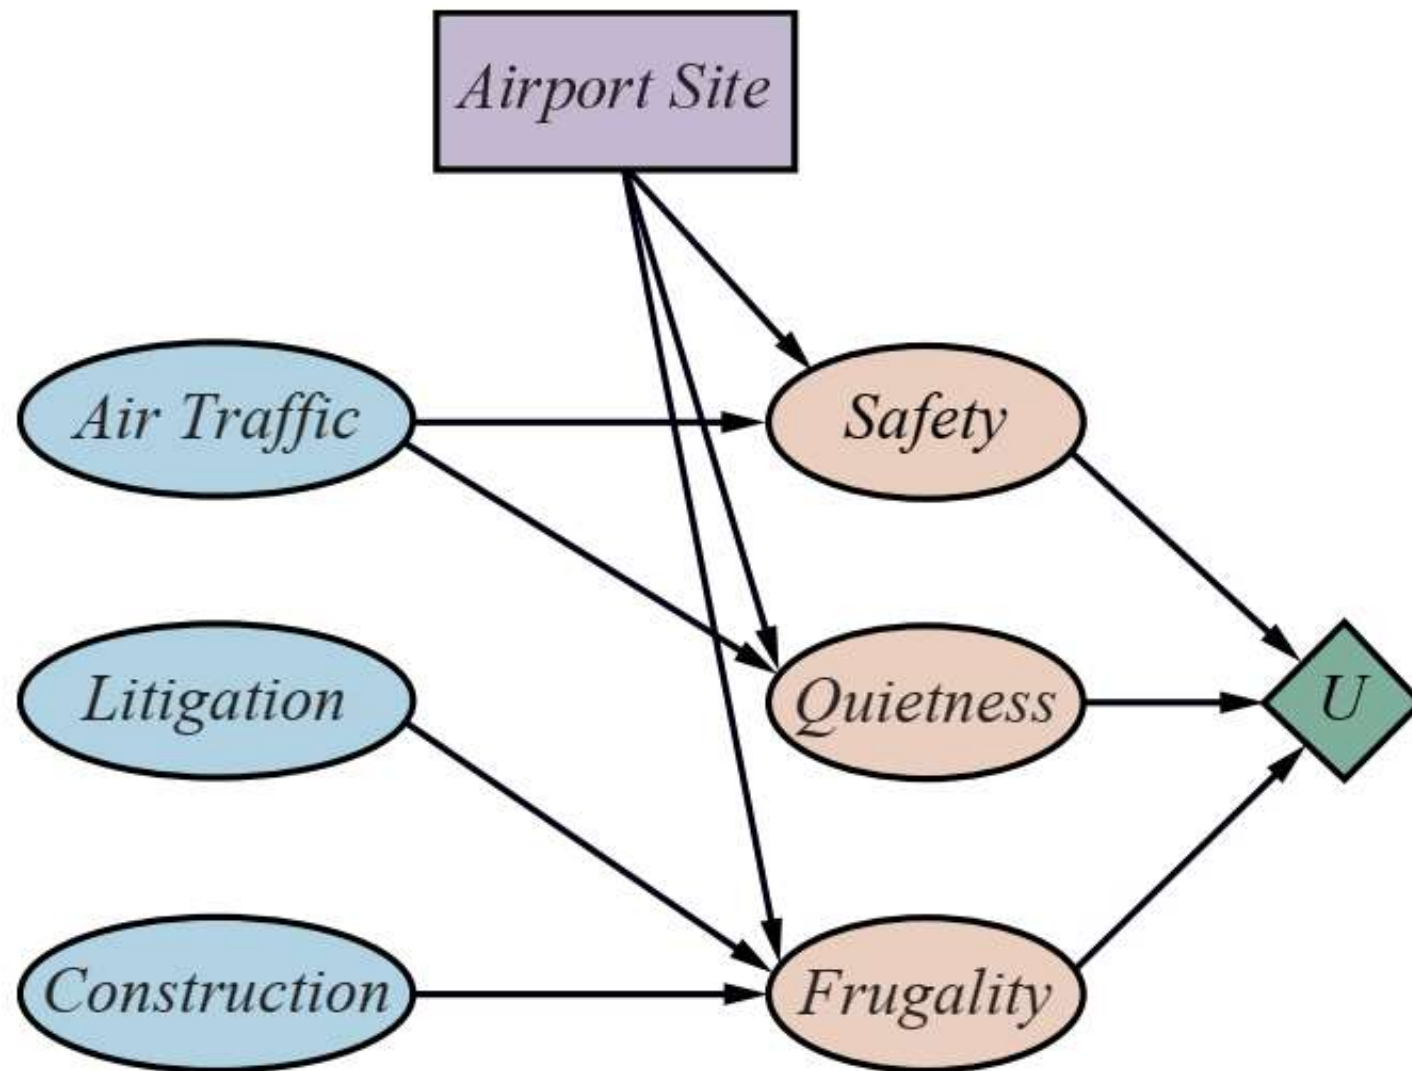 Airport Site
Air Traffic
Safety
Litigation
Quietness
U
Construction
Frugality